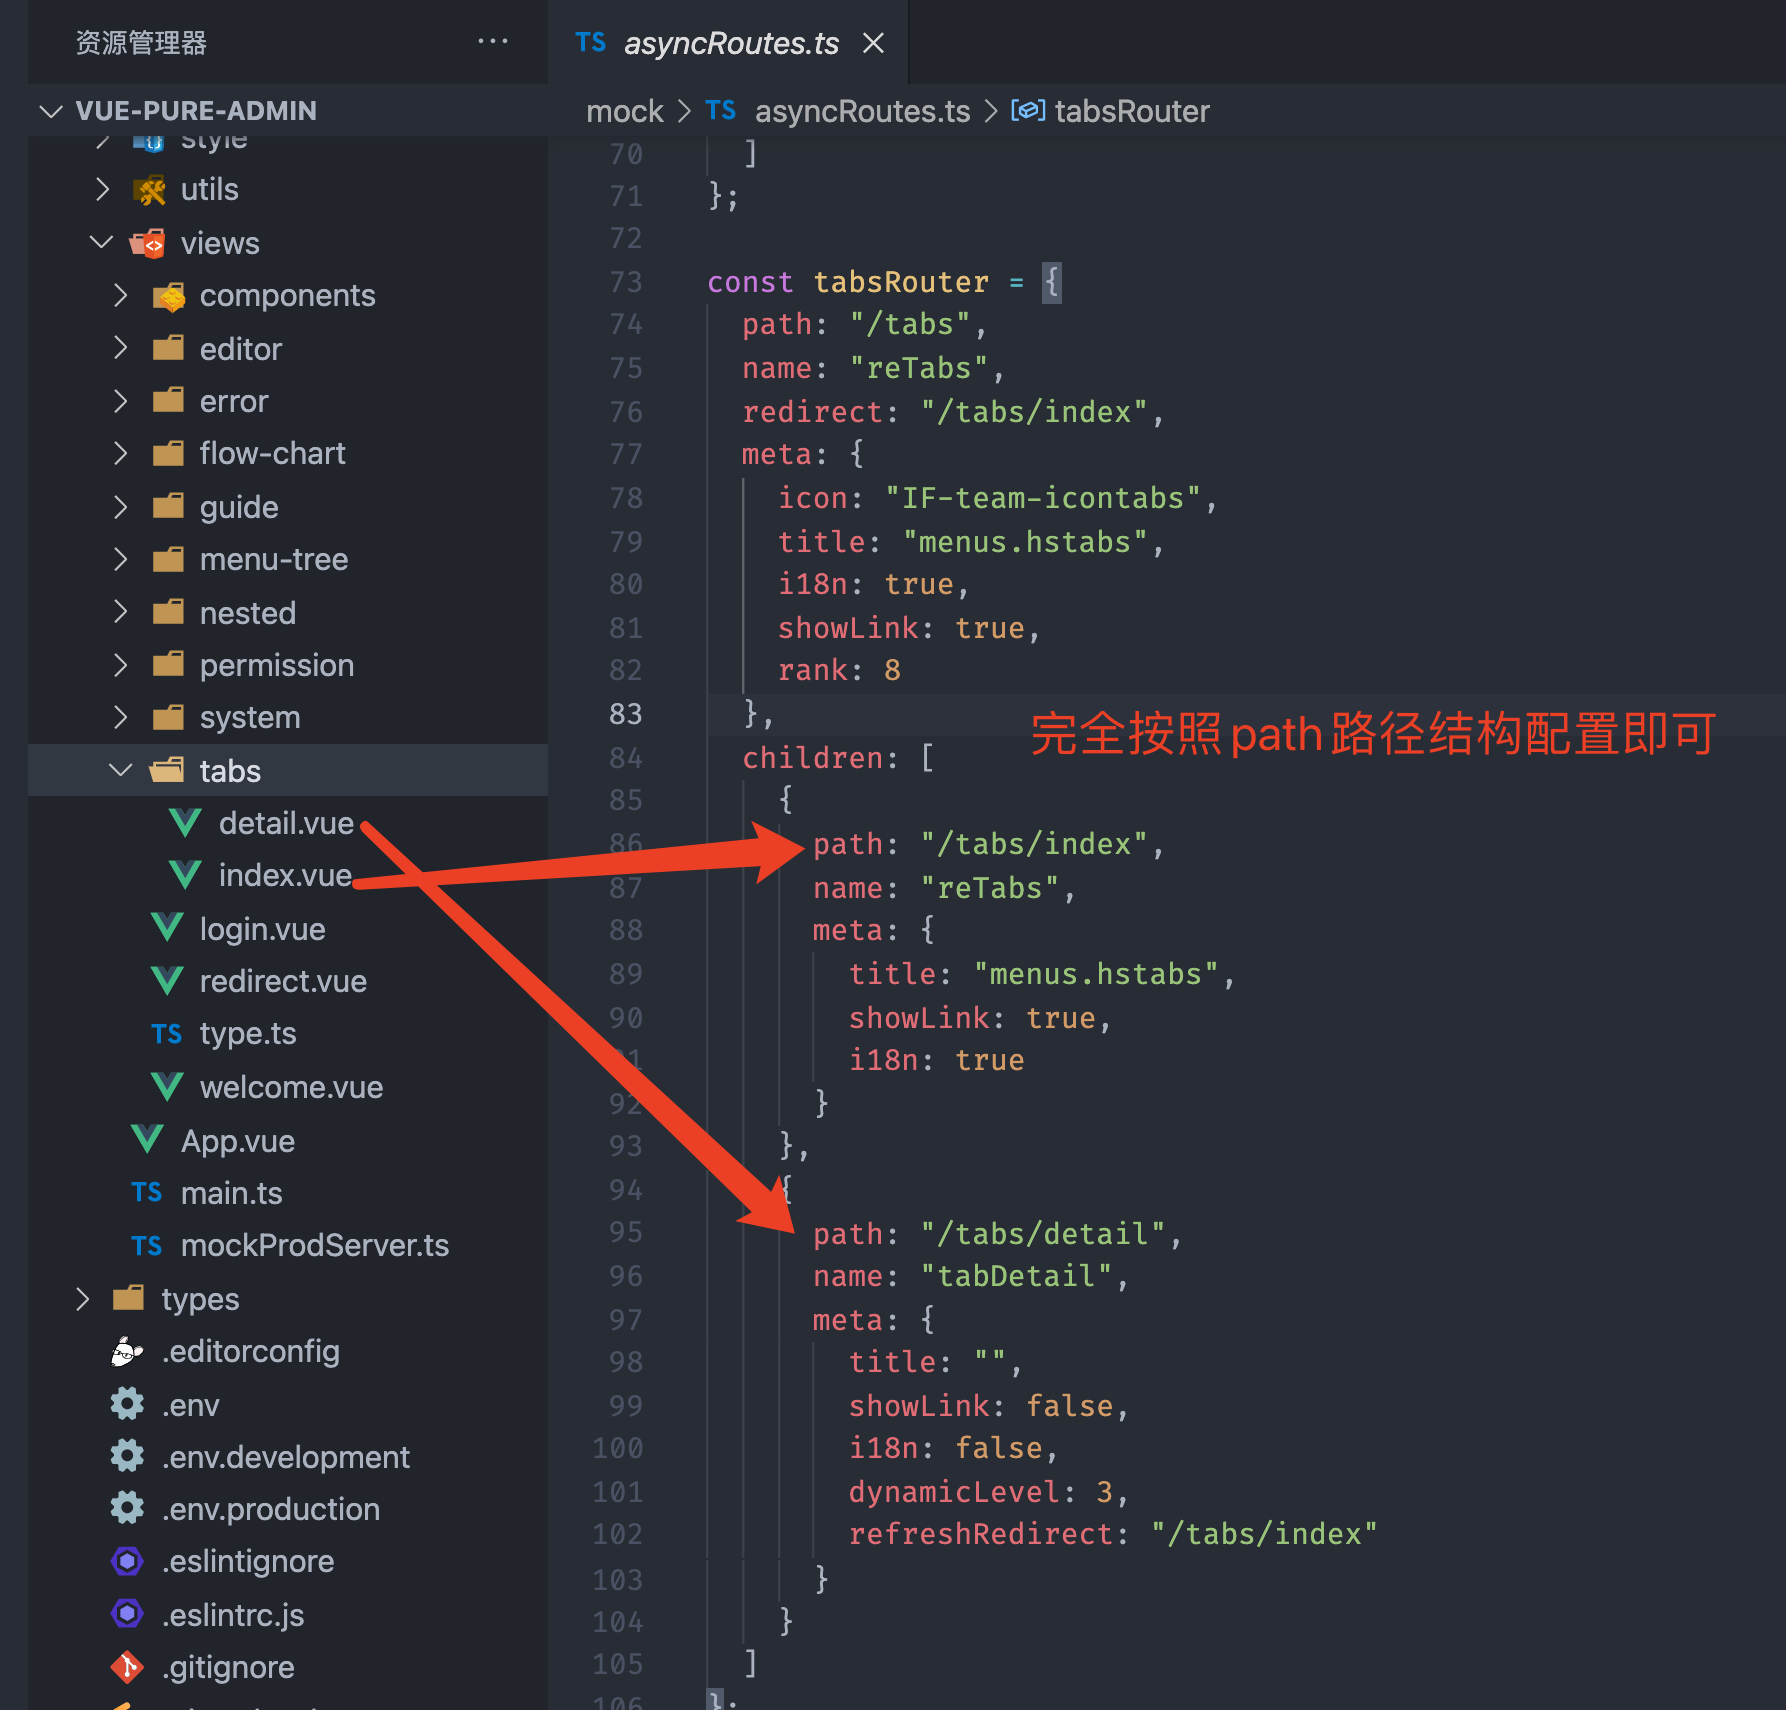 资源管理器
···
TS asyncRoutes.ts
VUE-PURE-ADMIN
mock > TS asyncRoutes.ts > tabsRouter
style
utils
views
components
editor
error
flow-chart
guide
menu-tree
nested
permission
system
tabs
detail.vue
index.vue
login.vue
redirect.vue
TS type.ts
welcome.vue
App.vue
TS main.ts
TS mockProdServer.ts
types
.editorconfig
.env
.env.development
.env.production
.eslintignore
.eslintrc.js
.gitignore
70 ]
71 };
72
73 const tabsRouter = {
74 path: "/tabs",
75 name: "reTabs",
76 redirect: "/tabs/index",
77 meta: {
78 icon: "IF-team-icontabs",
79 title: "menus.hstabs",
80 i18n: true,
81 showLink: true,
82 rank: 8
83 },
完全按照path路径结构配置即可
84 children: [
85 {
86 path: "/tabs/index",
87 name: "reTabs",
88 meta: {
89 title: "menus.hstabs",
90 showLink: true,
91 i18n: true
92 }
93 },
94 {
95 path: "/tabs/detail",
96 name: "tabDetail",
97 meta: {
98 title: "",
99 showLink: false,
100 i18n: false,
101 dynamicLevel: 3,
102 refreshRedirect: "/tabs/index"
103 }
104 }
105 ]
106 };